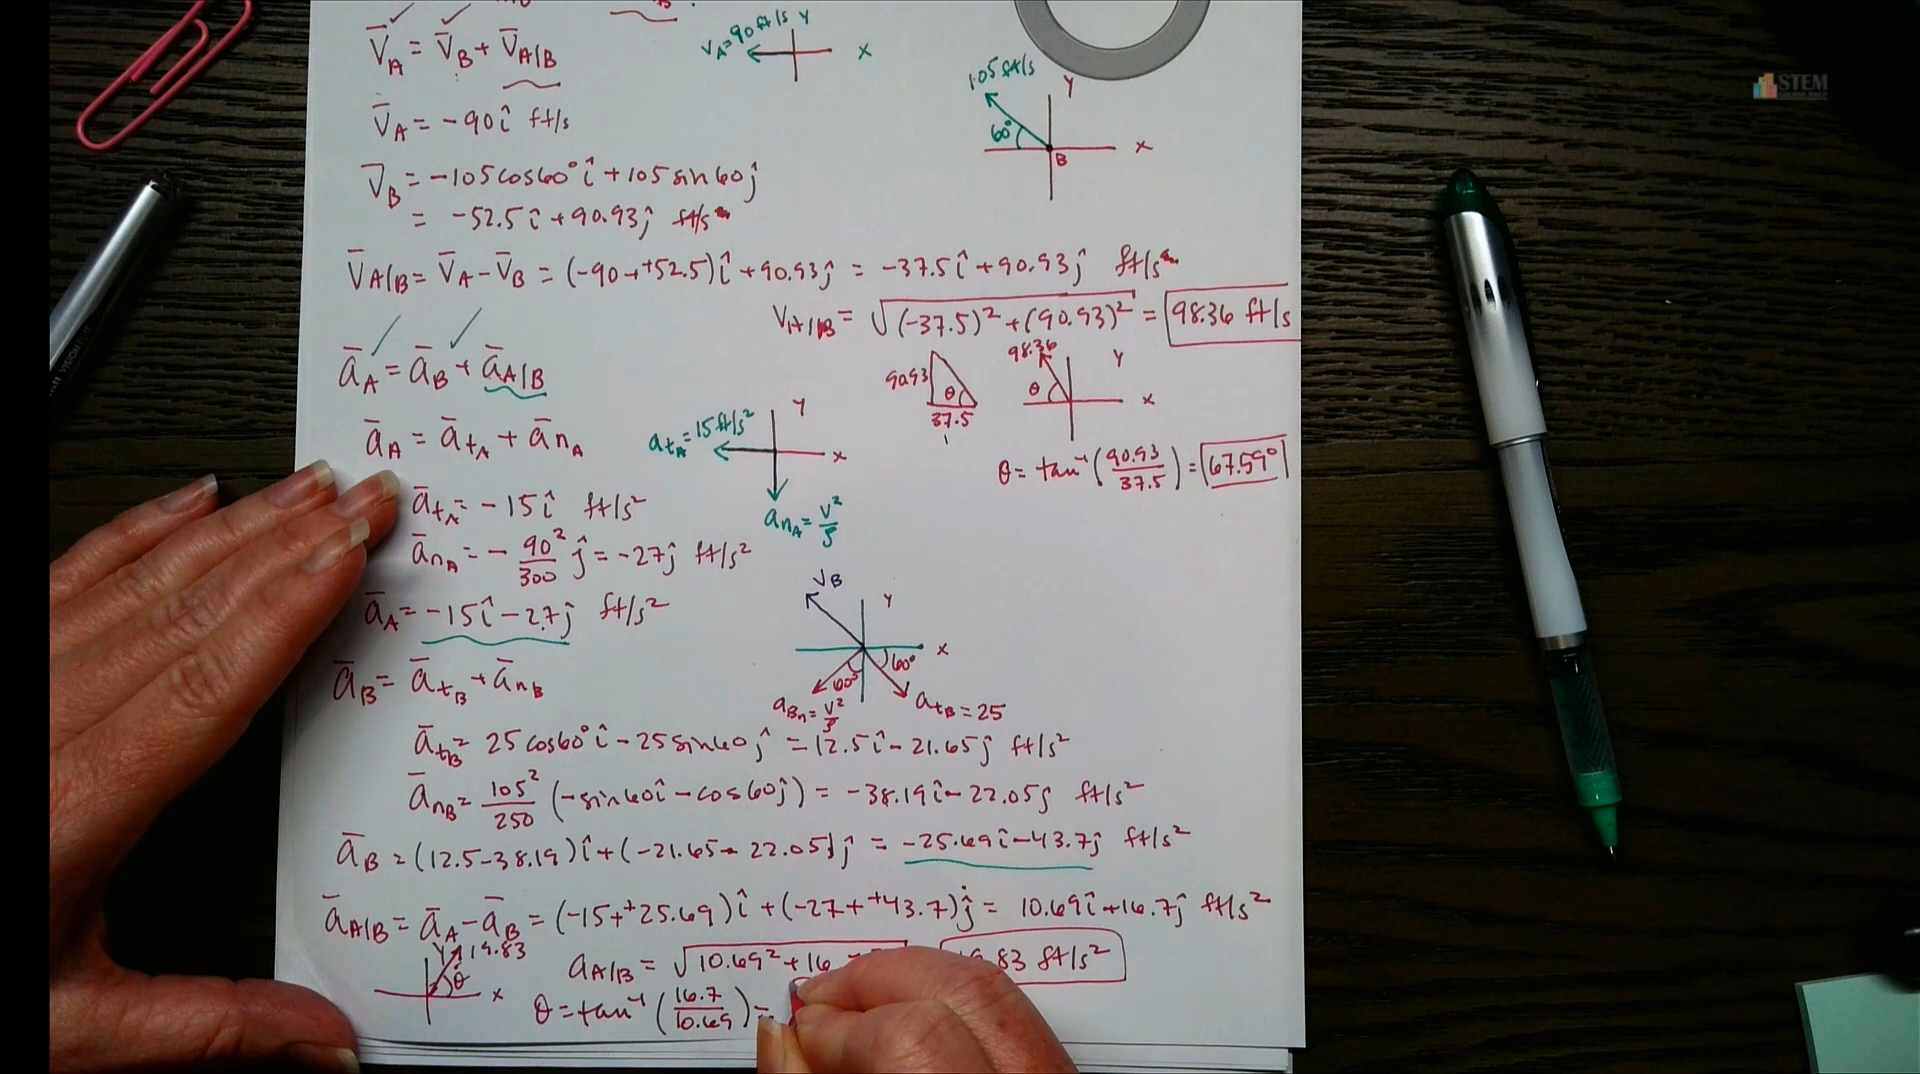 V̄A = V̄B + V̄A/B
VA=90 ft/s Y
X
V̄A = -90î ft/s
105 ft/s Y
60°
B X
STEM
V̄B = -105cos60°î + 105sin60ĵ
= -52.5î + 90.93ĵ ft/s
V̄A/B = V̄A - V̄B = (-90 + +52.5)î + 90.93ĵ = -37.5î + 90.93ĵ ft/s
VA/B = √(-37.5)² + (90.93)² = 98.36 ft/s
āA = āB + āA/B
90.93 θ 37.5
98.36 θ Y X
āA = ātA + ānA
atA = 15 ft/s² Y X
anA = V²/ρ
θ = tan⁻¹ (90.93/37.5) = 67.59°
ātA = -15î ft/s²
ānA = - 90²/300 ĵ = -27ĵ ft/s²
āA = -15î - 27ĵ ft/s²
VB Y
X
60° 60°
aBn = V²/ρ atB = 25
āB = ātB + ānB
ātB = 25cos60°î - 25sin60ĵ = 12.5î - 21.65ĵ ft/s²
ānB = 105²/250 (-sin60î - cos60ĵ) = -38.19î - 22.05ĵ ft/s²
āB = (12.5 - 38.19)î + (-21.65 - 22.05)ĵ = -25.69î - 43.7ĵ ft/s²
āA/B = āA - āB = (-15 + +25.69)î + (-27 + +43.7)ĵ = 10.69î + 16.7ĵ ft/s²
Y 19.83 θ X
aA/B = √10.69² + 16 .83 ft/s²
θ = tan⁻¹ (16.7/10.69) =